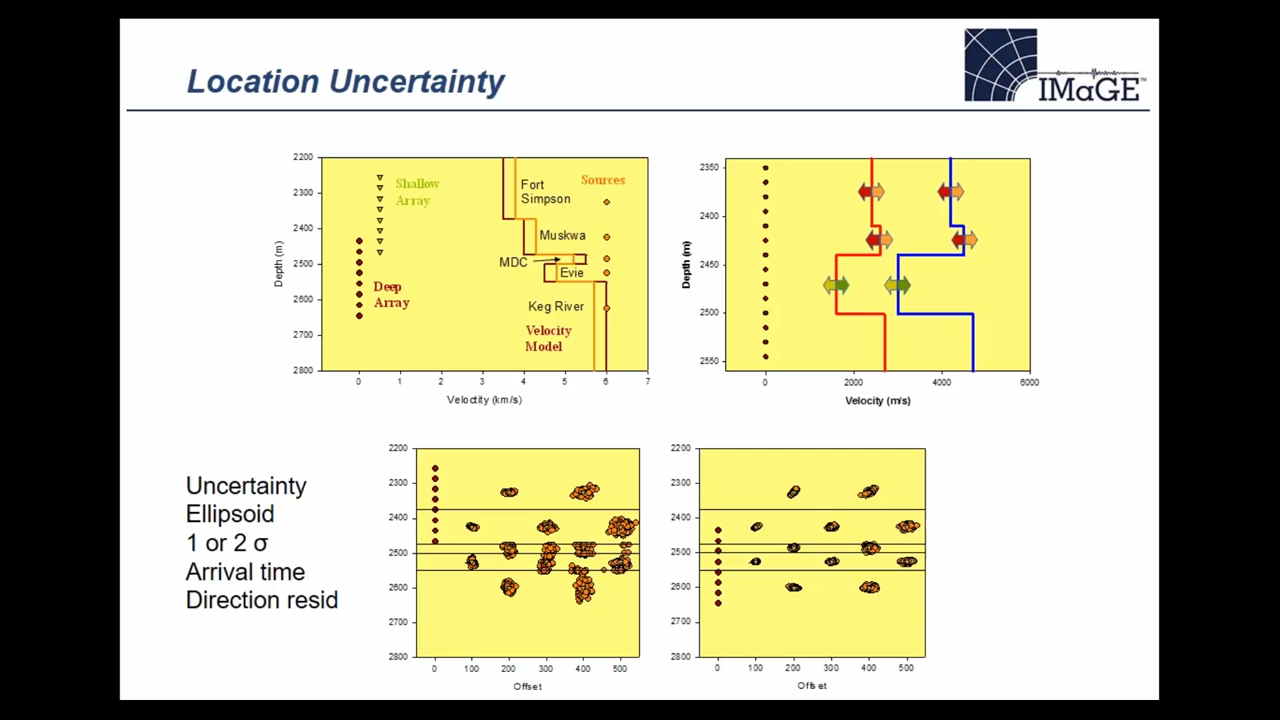 Location Uncertainty
IMaGE™
2200
2300
2400
2500
2600
2700
2800
Depth (m)
Shallow
Array
Deep
Array
Fort
Simpson
Muskwa
MDC
Evie
Keg River
Sources
Velocity
Model
0 1 2 3 4 5 6 7
Veloctity (km/s)
2350
2400
2450
2500
2550
Depth (m)
0 2000 4000 6000
Velocity (m/s)
Uncertainty
Ellipsoid
1 or 2 σ
Arrival time
Direction resid
2200
2300
2400
2500
2600
2700
2800
0 100 200 300 400 500
Offset
2200
2300
2400
2500
2600
2700
2800
0 100 200 300 400 500
Offset